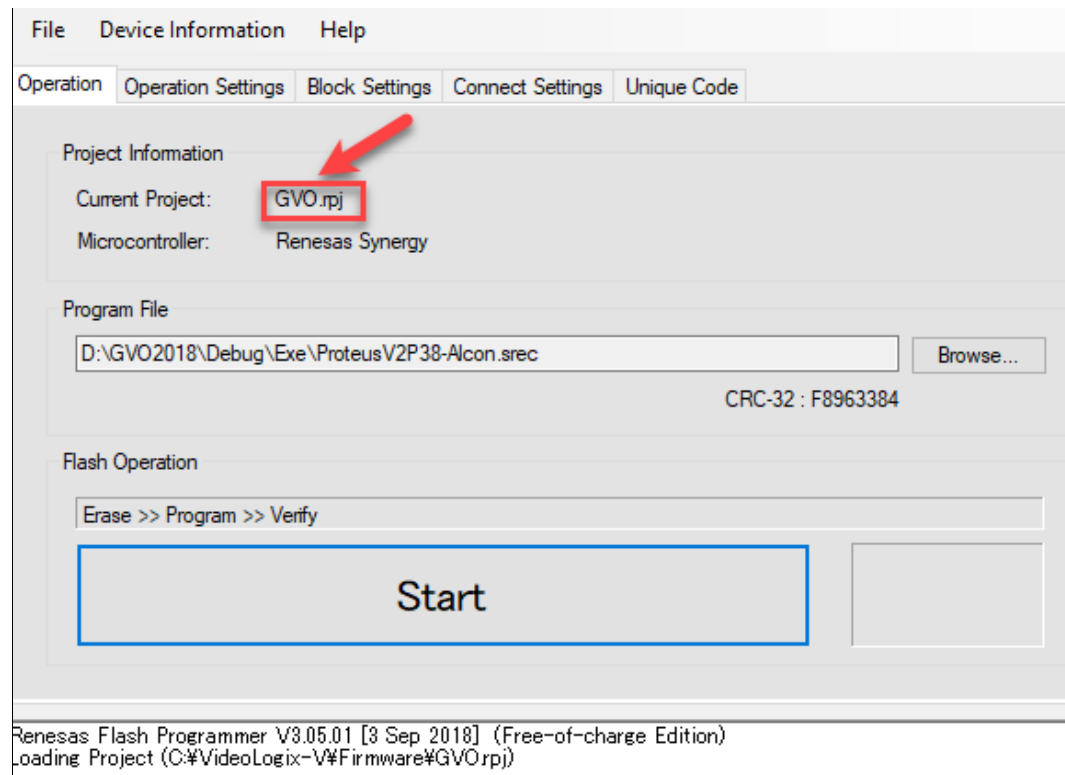 File Device Information Help
Operation Operation Settings Block Settings Connect Settings Unique Code
Project Information
Current Project: GVO.rpj
Microcontroller: Renesas Synergy
Program File
D:\GVO2018\Debug\Exe\ProteusV2P38-Alcon.srec Browse...
CRC-32 : F8963384
Flash Operation
Erase >> Program >> Verify
Start
Renesas Flash Programmer V3.05.01 [3 Sep 2018] (Free-of-charge Edition)
Loading Project (C:¥VideoLogix-V¥Firmware¥GVO.rpj)